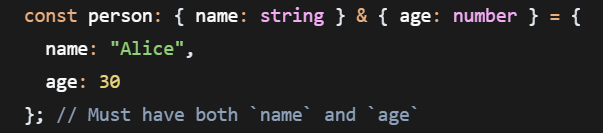 const person: { name: string } & { age: number } = {
  name: "Alice",
  age: 30
}; // Must have both `name` and `age`